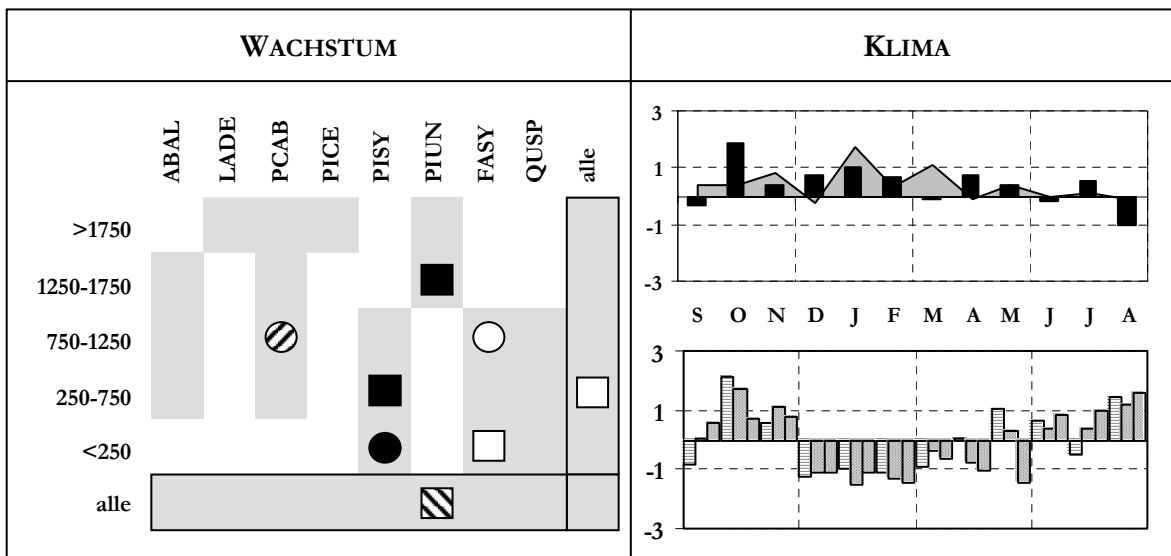 WACHSTUM
KLIMA
ABAL LADE PCAB PICE PISY PIUN FASY QUSP alle
>1750
1250-1750
750-1250
250-750
<250
alle
3
1
-1
-3
S O N D J F M A M J J A
3
1
-1
-3